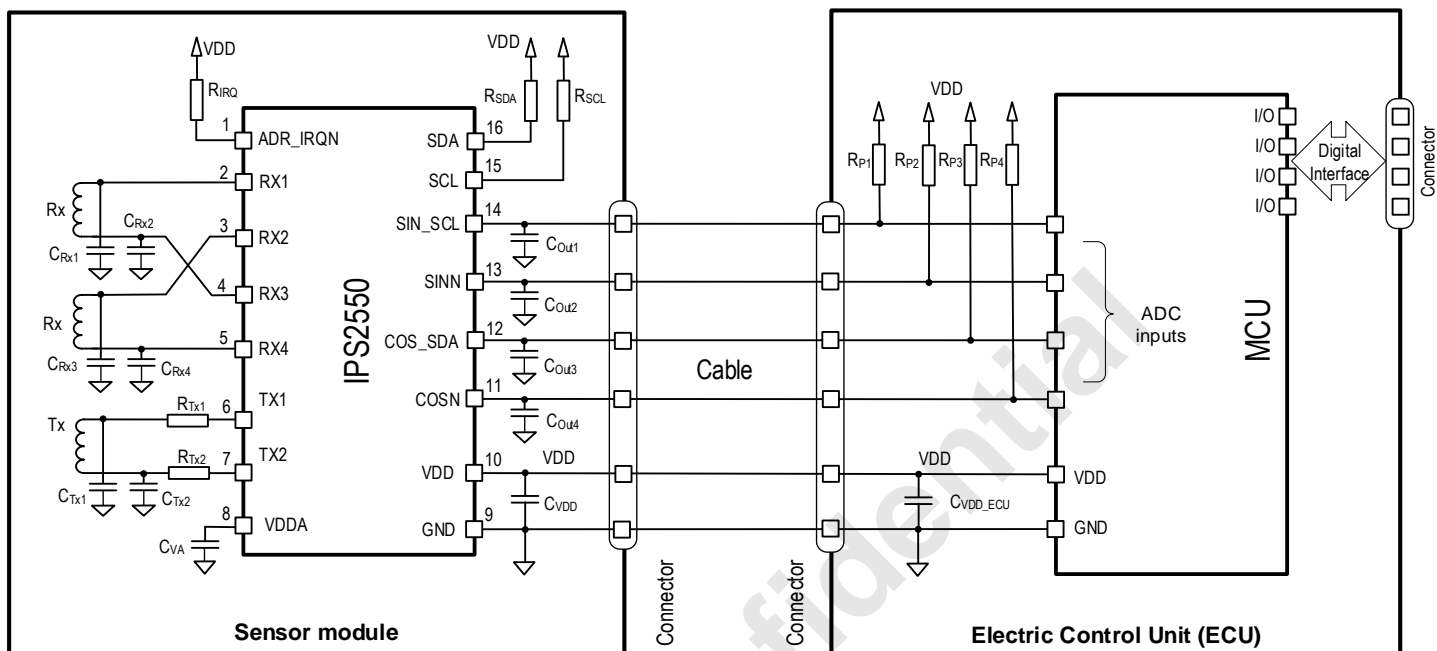 VDD
RIRQ
1
ADR_IRQN
2
RX1
Rx
CRx1
CRx2
3
RX2
4
RX3
Rx
CRx3
CRx4
5
RX4
Tx
RTx1
6
TX1
RTx2
7
TX2
CTx1
CTx2
8
VDDA
CVA
IPS2550
VDD
RSDA
RSCL
16
SDA
15
SCL
14
SIN_SCL
COut1
13
SINN
COut2
12
COS_SDA
COut3
11
COSN
COut4
10
VDD
VDD
CVDD
9
GND
Sensor module
Connector
Cable
Connector
VDD
RP1
RP2
RP3
RP4
ADC
inputs
MCU
I/O
I/O
I/O
I/O
Digital
Interface
Connector
VDD
CVDD_ECU
VDD
GND
Electric Control Unit (ECU)
fidential